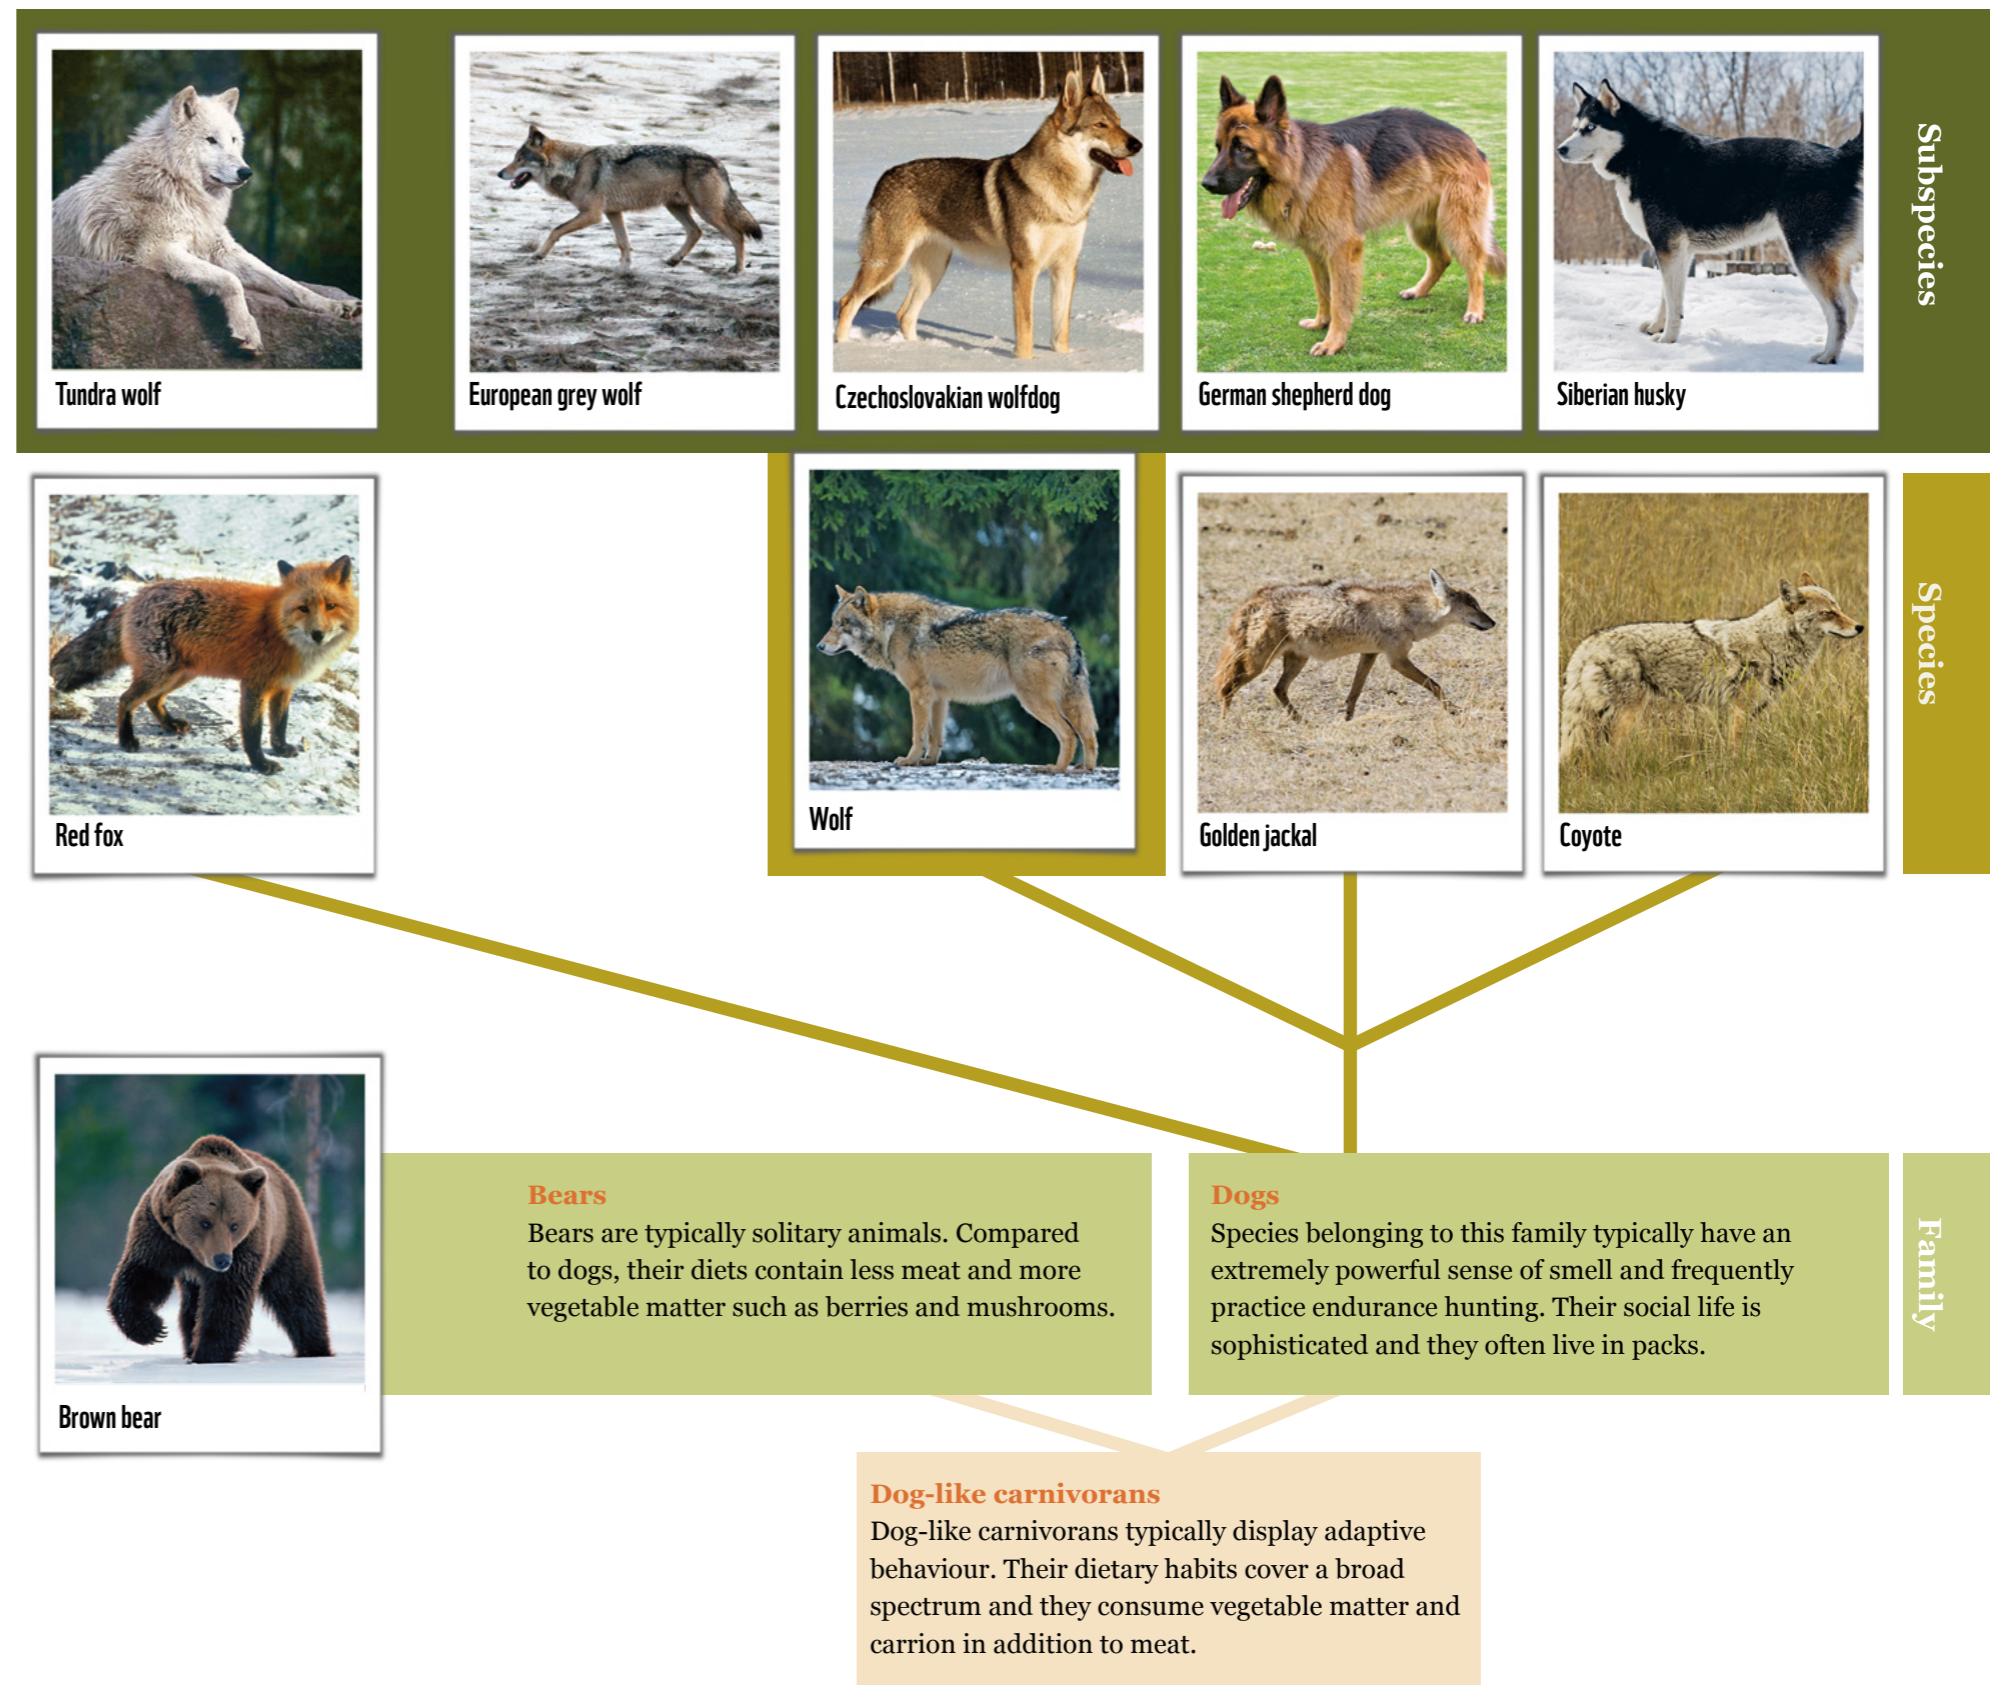 Tundra wolf
European grey wolf
Czechoslovakian wolfdog
German shepherd dog
Siberian husky
Subspecies
Red fox
Wolf
Golden jackal
Coyote
Species
Brown bear
Bears
Bears are typically solitary animals. Compared
to dogs, their diets contain less meat and more
vegetable matter such as berries and mushrooms.
Dogs
Species belonging to this family typically have an
extremely powerful sense of smell and frequently
practice endurance hunting. Their social life is
sophisticated and they often live in packs.
Family
Dog-like carnivorans
Dog-like carnivorans typically display adaptive
behaviour. Their dietary habits cover a broad
spectrum and they consume vegetable matter and
carrion in addition to meat.